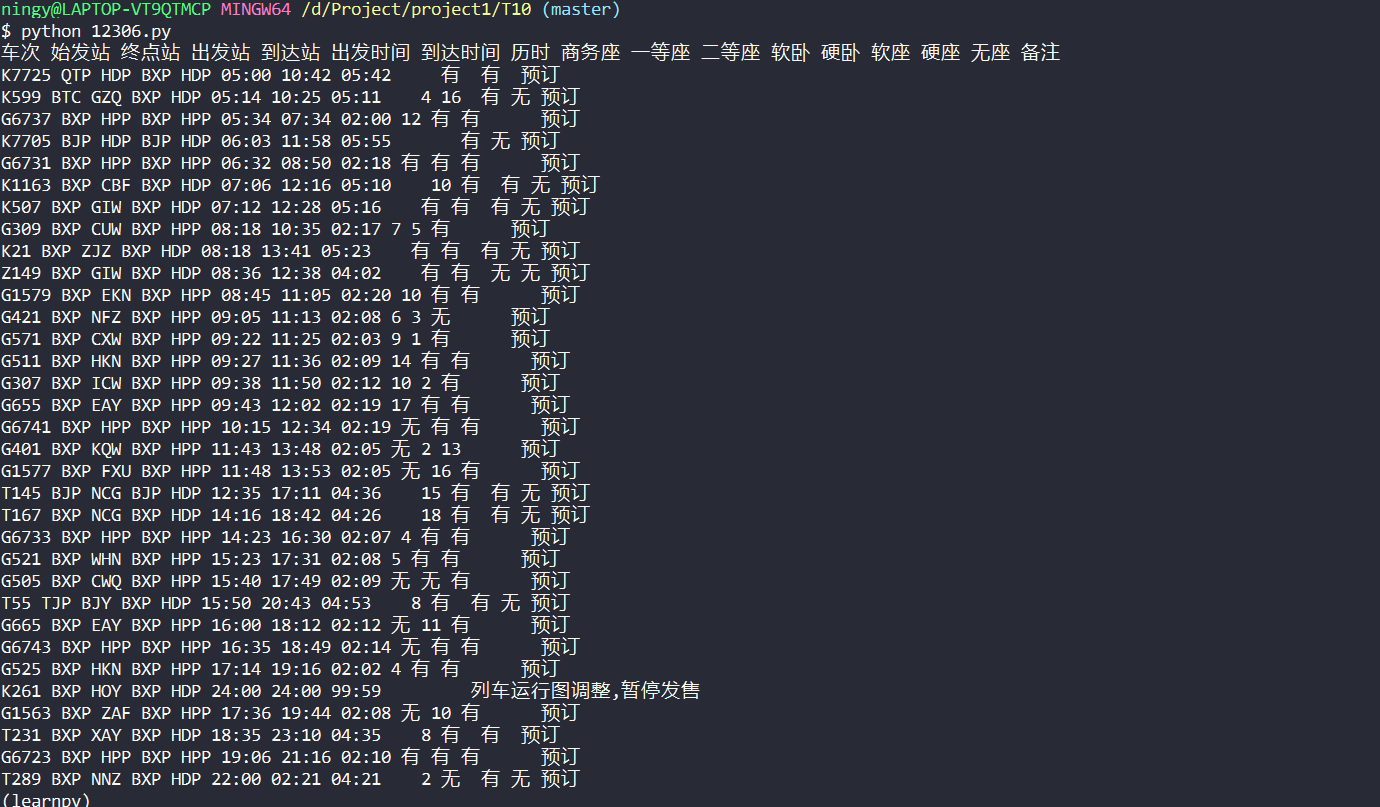 ningy@LAPTOP-VT9QTMCP MINGW64 /d/Project/project1/T10 (master)
$ python 12306.py
车次 始发站 终点站 出发站 到达站 出发时间 到达时间 历时 商务座 一等座 二等座 软卧 硬卧 软座 硬座 无座 备注
K7725 QTP HDP BXP HDP 05:00 10:42 05:42     有  有  预订
K599 BTC GZQ BXP HDP 05:14 10:25 05:11    4 16  有 无 预订
G6737 BXP HPP BXP HPP 05:34 07:34 02:00 12 有 有      预订
K7705 BJP HDP BJP HDP 06:03 11:58 05:55       有 无 预订
G6731 BXP HPP BXP HPP 06:32 08:50 02:18 有 有 有      预订
K1163 BXP CBF BXP HDP 07:06 12:16 05:10    10 有  有 无 预订
K507 BXP GIW BXP HDP 07:12 12:28 05:16    有 有  有 无 预订
G309 BXP CUW BXP HPP 08:18 10:35 02:17 7 5 有      预订
K21 BXP ZJZ BXP HDP 08:18 13:41 05:23    有 有  有 无 预订
Z149 BXP GIW BXP HDP 08:36 12:38 04:02    有 有  无 无 预订
G1579 BXP EKN BXP HPP 08:45 11:05 02:20 10 有 有      预订
G421 BXP NFZ BXP HPP 09:05 11:13 02:08 6 3 无      预订
G571 BXP CXW BXP HPP 09:22 11:25 02:03 9 1 有      预订
G511 BXP HKN BXP HPP 09:27 11:36 02:09 14 有 有      预订
G307 BXP ICW BXP HPP 09:38 11:50 02:12 10 2 有      预订
G655 BXP EAY BXP HPP 09:43 12:02 02:19 17 有 有      预订
G6741 BXP HPP BXP HPP 10:15 12:34 02:19 无 有 有      预订
G401 BXP KQW BXP HPP 11:43 13:48 02:05 无 2 13      预订
G1577 BXP FXU BXP HPP 11:48 13:53 02:05 无 16 有      预订
T145 BJP NCG BJP HDP 12:35 17:11 04:36    15 有  有 无 预订
T167 BXP NCG BXP HDP 14:16 18:42 04:26    18 有  有 无 预订
G6733 BXP HPP BXP HPP 14:23 16:30 02:07 4 有 有      预订
G521 BXP WHN BXP HPP 15:23 17:31 02:08 5 有 有      预订
G505 BXP CWQ BXP HPP 15:40 17:49 02:09 无 无 有      预订
T55 TJP BJY BXP HDP 15:50 20:43 04:53    8 有  有 无 预订
G665 BXP EAY BXP HPP 16:00 18:12 02:12 无 11 有      预订
G6743 BXP HPP BXP HPP 16:35 18:49 02:14 无 有 有      预订
G525 BXP HKN BXP HPP 17:14 19:16 02:02 4 有 有      预订
K261 BXP HOY BXP HDP 24:00 24:00 99:59         列车运行图调整,暂停发售
G1563 BXP ZAF BXP HPP 17:36 19:44 02:08 无 10 有      预订
T231 BXP XAY BXP HDP 18:35 23:10 04:35    8 有  有  预订
G6723 BXP HPP BXP HPP 19:06 21:16 02:10 有 有 有      预订
T289 BXP NNZ BXP HDP 22:00 02:21 04:21    2 无  有 无 预订
(learnpy)